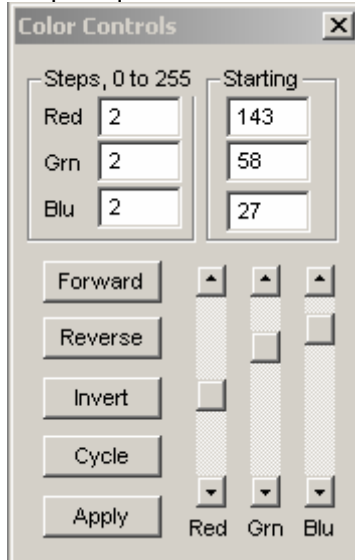 Color Controls
Steps, 0 to 255 Starting
Red 2 143
Grn 2 58
Blu 2 27
Forward
Reverse
Invert
Cycle
Apply
Red Grn Blu